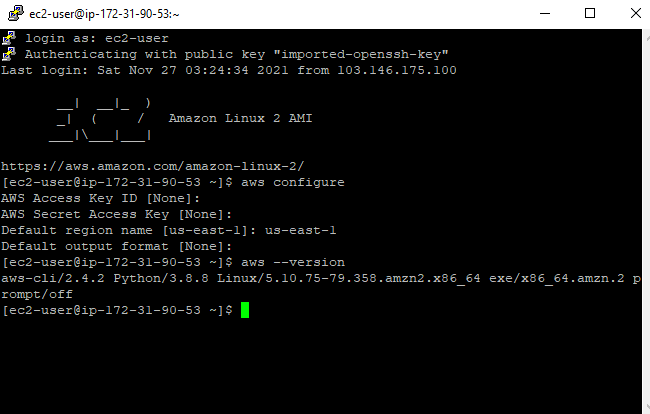 ec2-user@ip-172-31-90-53:~
login as: ec2-user
Authenticating with public key "imported-openssh-key"
Last login: Sat Nov 27 03:24:34 2021 from 103.146.175.100
       __|  __|_  )
       _|  (     /   Amazon Linux 2 AMI
      ___|\___|___|
https://aws.amazon.com/amazon-linux-2/
[ec2-user@ip-172-31-90-53 ~]$ aws configure
AWS Access Key ID [None]:
AWS Secret Access Key [None]:
Default region name [us-east-1]: us-east-1
Default output format [None]:
[ec2-user@ip-172-31-90-53 ~]$ aws --version
aws-cli/2.4.2 Python/3.8.8 Linux/5.10.75-79.358.amzn2.x86_64 exe/x86_64.amzn.2 p
rompt/off
[ec2-user@ip-172-31-90-53 ~]$